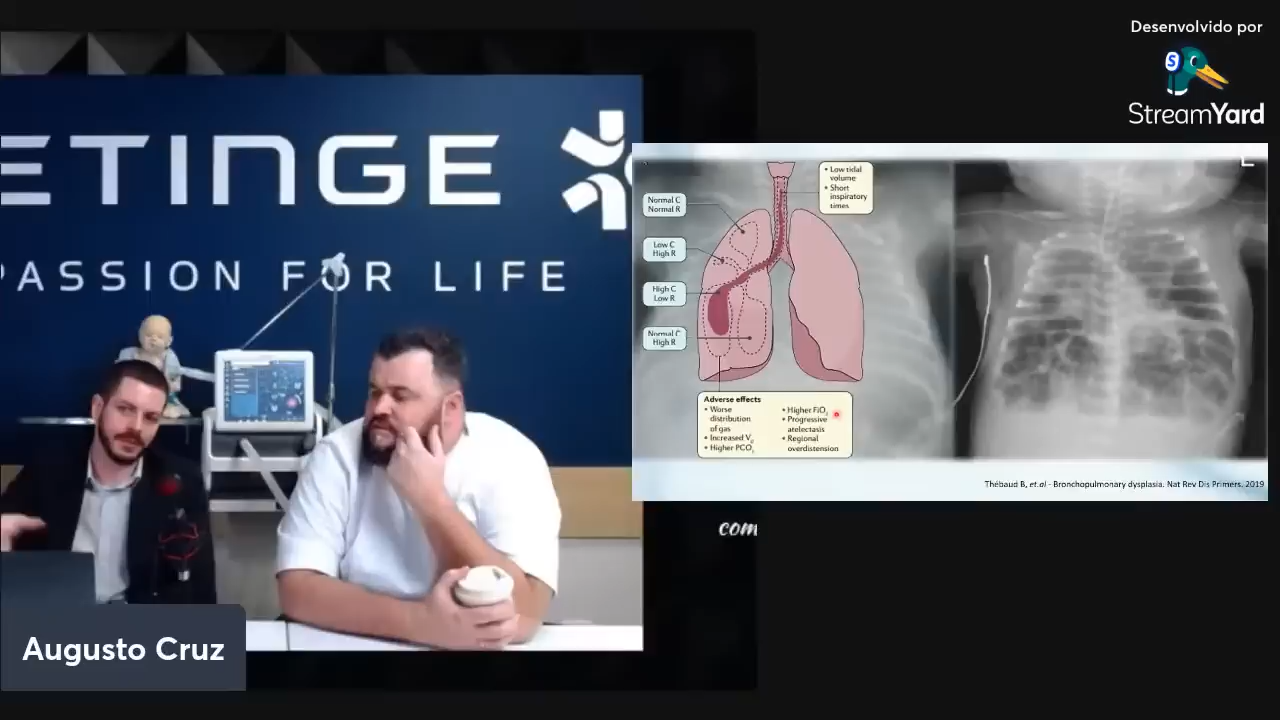 Desenvolvido por
StreamYard
ETINGE
PASSION FOR LIFE
Augusto Cruz
com
Normal C
Normal R
Low C
High R
High C
Low R
Normal C
High R
• Low tidal
volume
• Short
inspiratory
times
Adverse effects
• Worse
distribution
of gas
• Increased V
• Higher PCO
• Higher FiO
• Progressive
atelectasis
• Regional
overdistension
L
Thébaud B, et.al - Bronchopulmonary dysplasia. Nat Rev Dis Primers. 2019